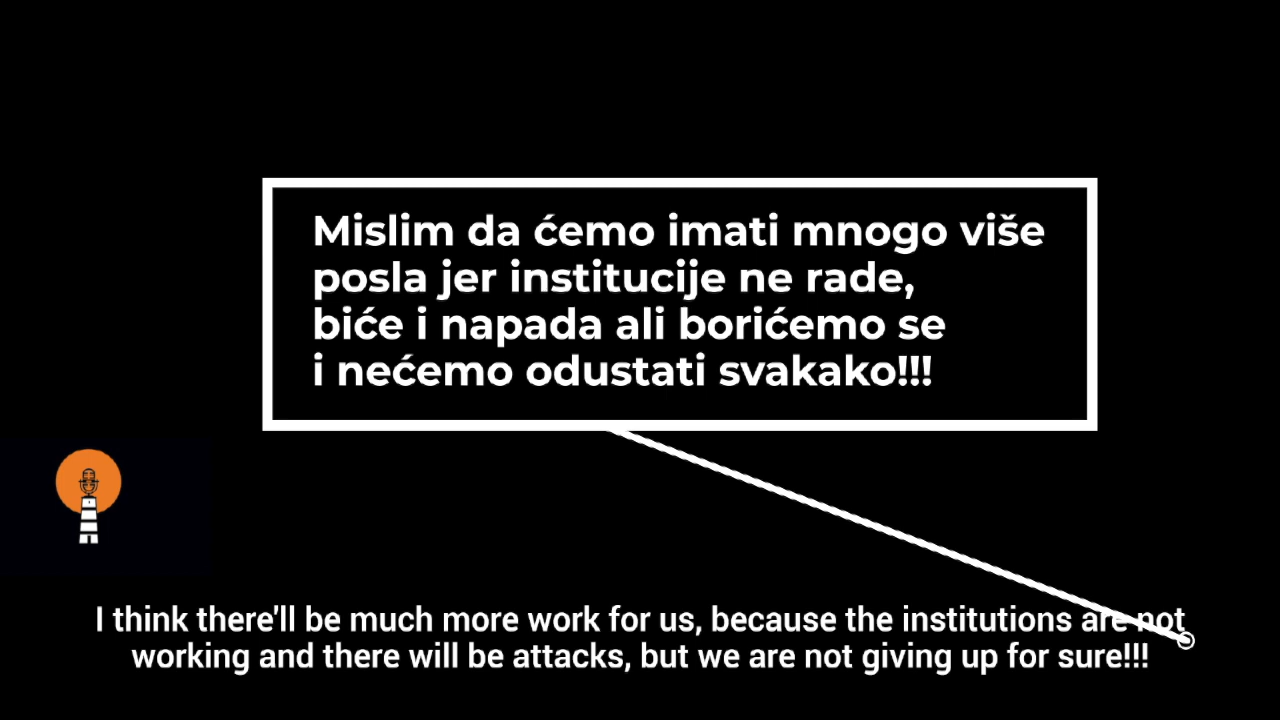 Mislim da ćemo imati mnogo više
posla jer institucije ne rade,
biće i napada ali borićemo se
i nećemo odustati svakako!!!
I think there'll be much more work for us, because the institutions are not
working and there will be attacks, but we are not giving up for sure!!!